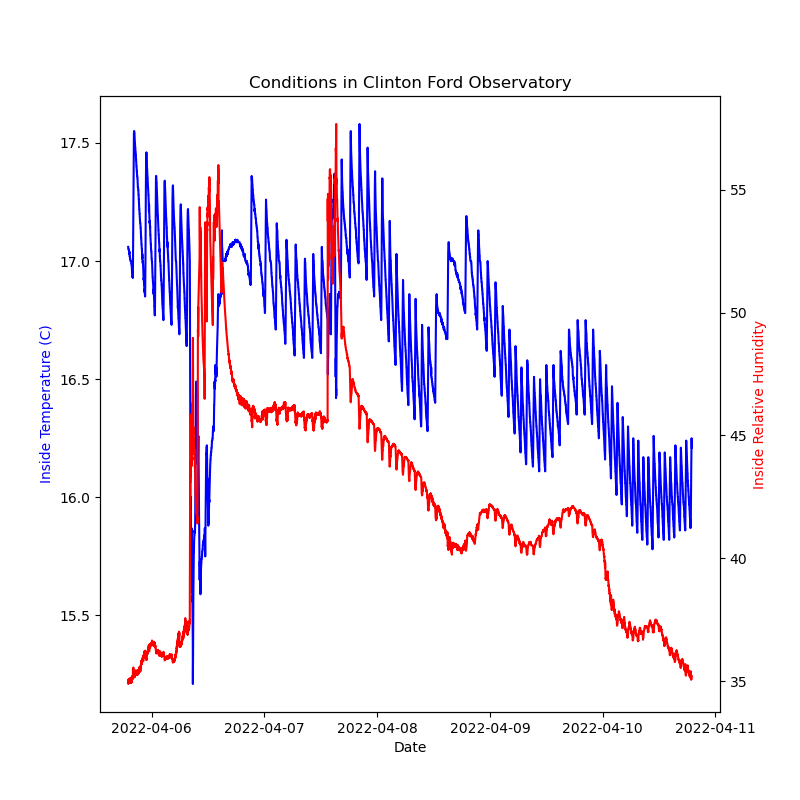 Conditions in Clinton Ford Observatory
Inside Temperature (C)
17.5
17.0
16.5
16.0
15.5
55
50
45
40
35
Inside Relative Humidity
2022-04-06 2022-04-07 2022-04-08 2022-04-09 2022-04-10 2022-04-11
Date